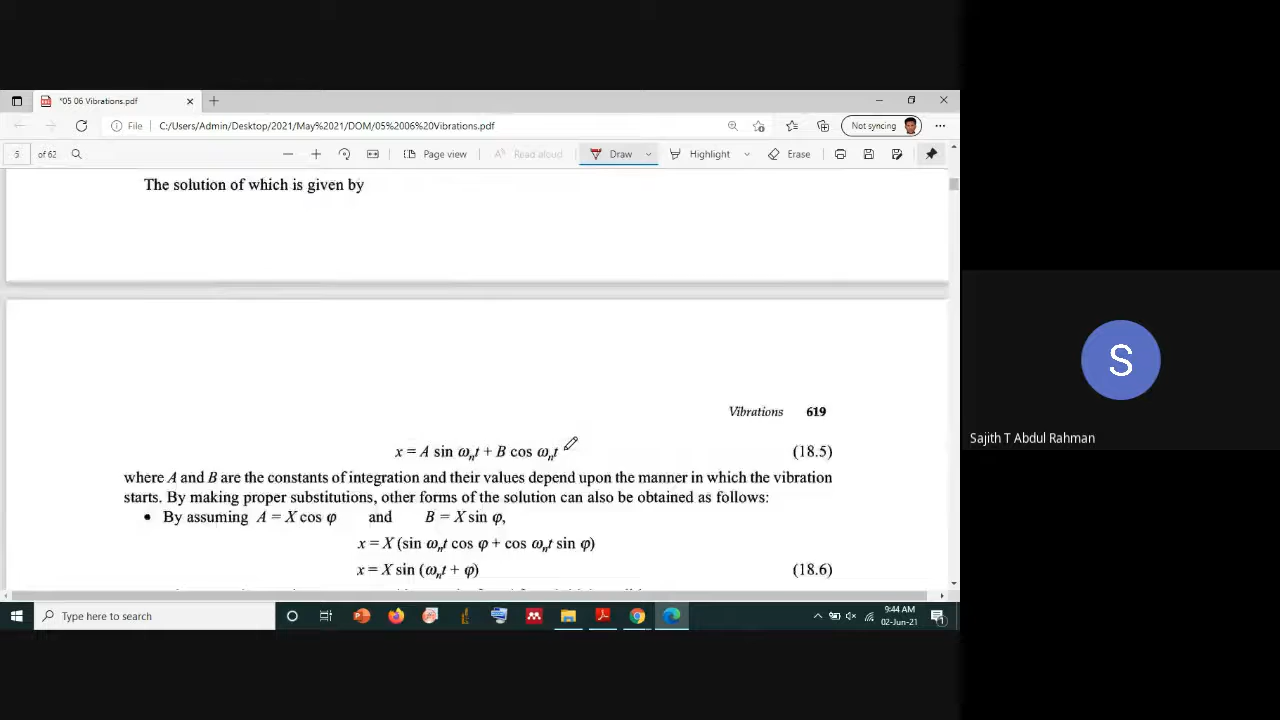 *05 06 Vibrations.pdf
File C:/Users/Admin/Desktop/2021/May%2021/DOM/05%2006%20Vibrations.pdf Not syncing
5 of 62 Page view Read aloud Draw Highlight Erase
The solution of which is given by
Vibrations 619
x = A sin ωₙt + B cos ωₙt (18.5)
where A and B are the constants of integration and their values depend upon the manner in which the vibration
starts. By making proper substitutions, other forms of the solution can also be obtained as follows:
• By assuming A = X cos φ and B = X sin φ,
x = X (sin ωₙt cos φ + cos ωₙt sin φ)
x = X sin (ωₙt + φ) (18.6)
S
Sajith T Abdul Rahman
Type here to search
9:44 AM
02-Jun-21
1